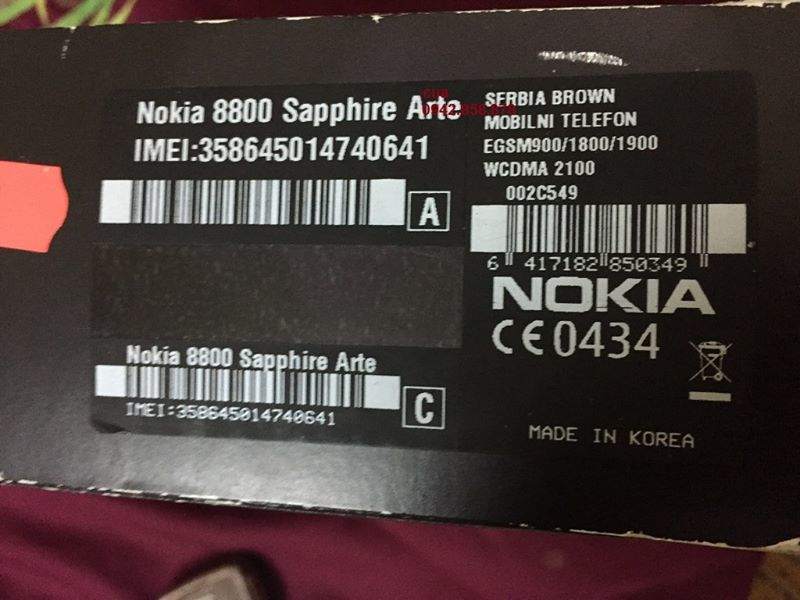 Nokia 8800 Sapphire Arte
IMEI:358645014740641
A
Nokia 8800 Sapphire Arte
IMEI:358645014740641
C
SERBIA BROWN
MOBILNI TELEFON
EGSM900/1800/1900
WCDMA 2100
002C549
6 417182 850349
NOKIA
CE0434
MADE IN KOREA